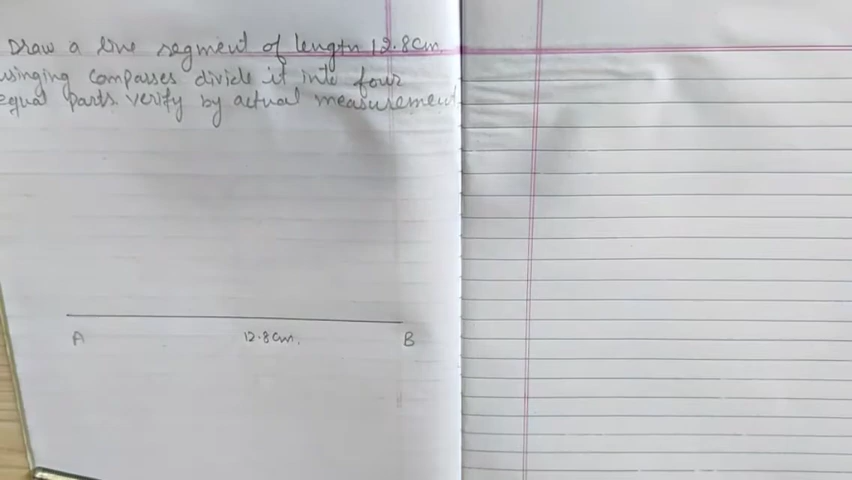 Draw a line segment of length 12.8cm
usinging compasses divide it into four
equal parts. verify by actual measurement.
A 12.8cm. B